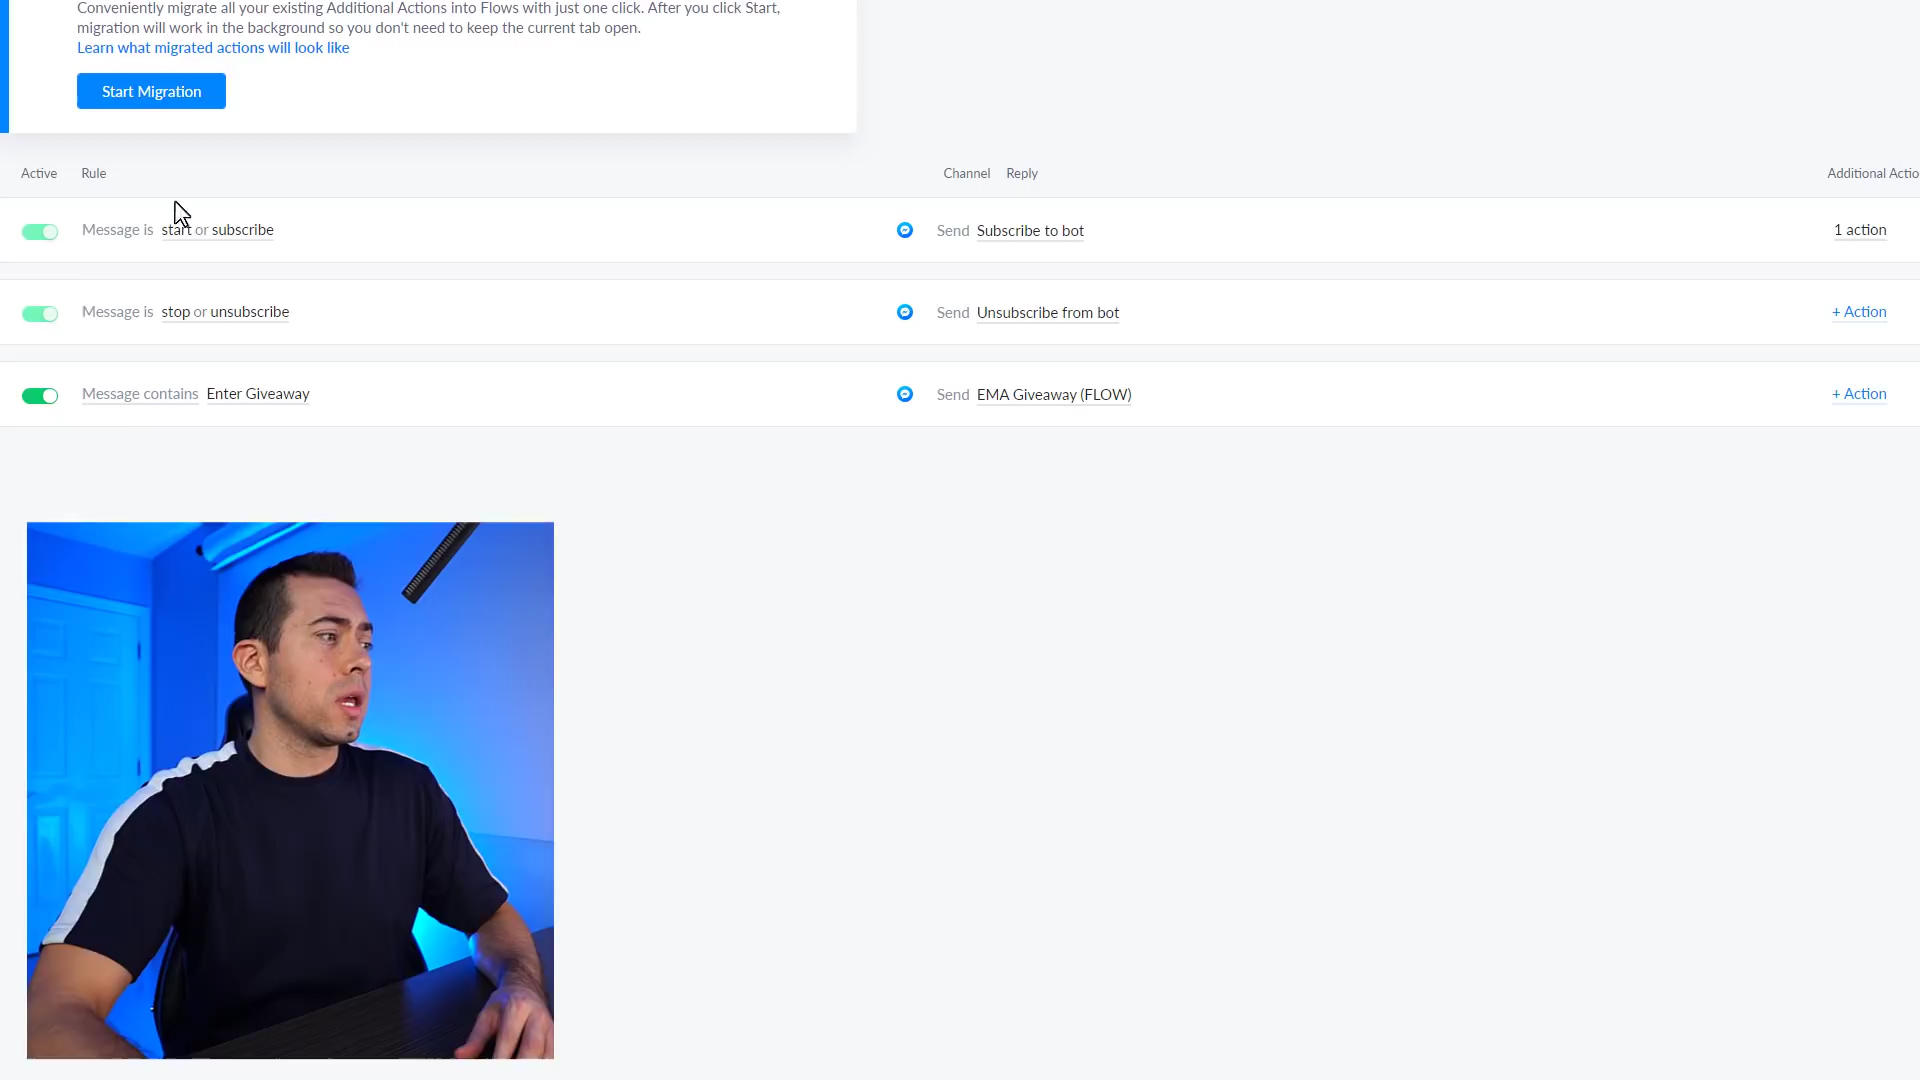 Conveniently migrate all your existing Additional Actions into Flows with just one click. After you click Start,
migration will work in the background so you don't need to keep the current tab open.
Learn what migrated actions will look like
Start Migration
Active Rule Channel Reply Additional Actio
Message is start or subscribe Send Subscribe to bot 1 action
Message is stop or unsubscribe Send Unsubscribe from bot + Action
Message contains Enter Giveaway Send EMA Giveaway (FLOW) + Action